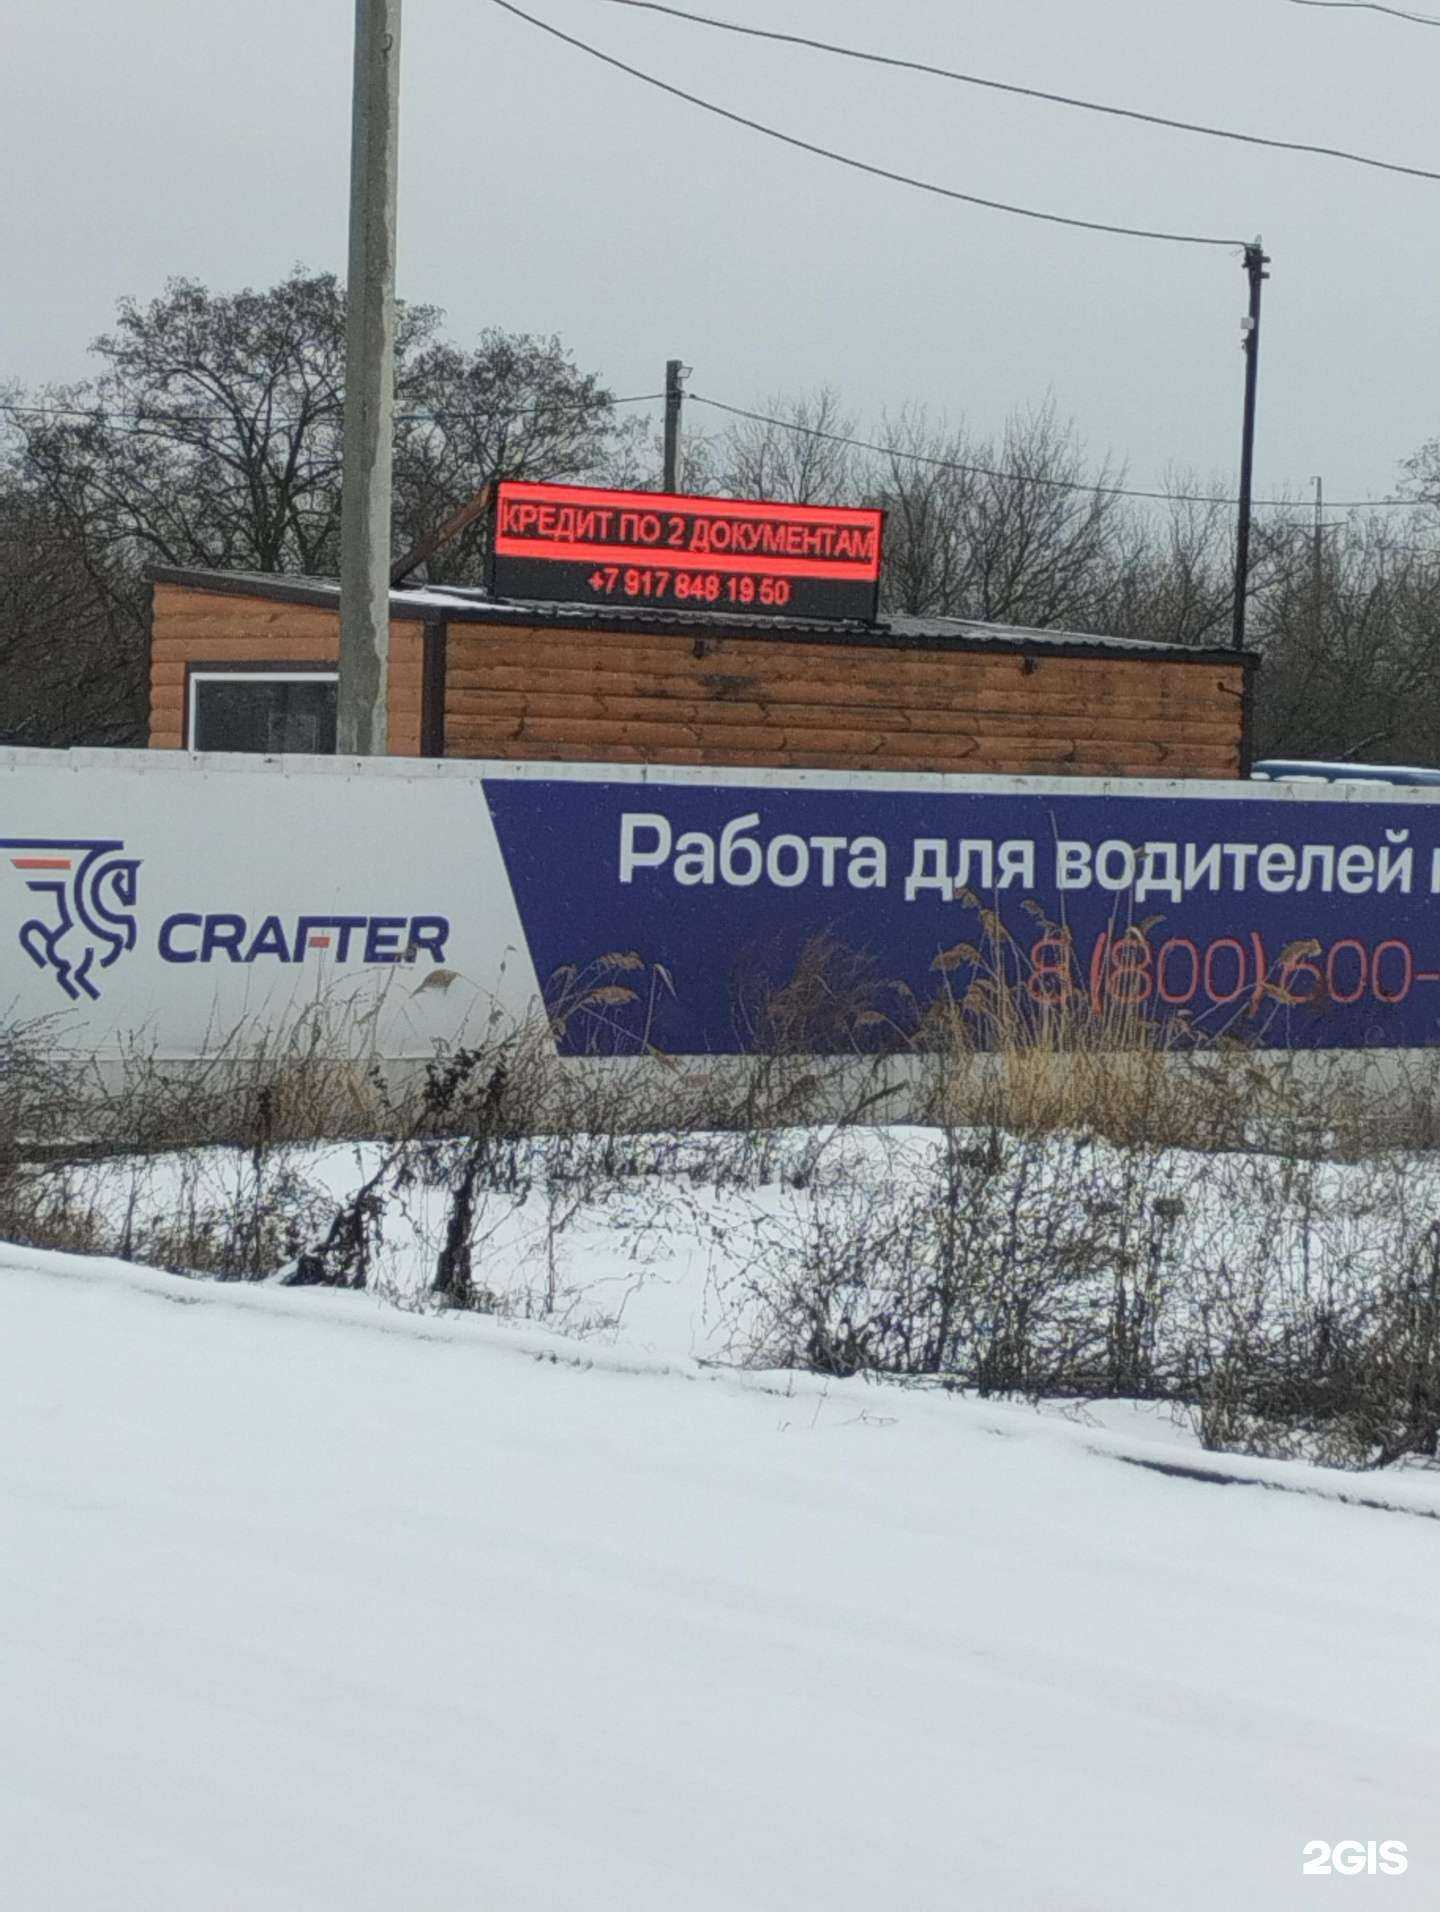 КРЕДИТ ПО 2 ДОКУМЕНТАМ
+7 917 848 19 50
CRAFTER
Работа для водителей
8 (800) 600-
2GIS